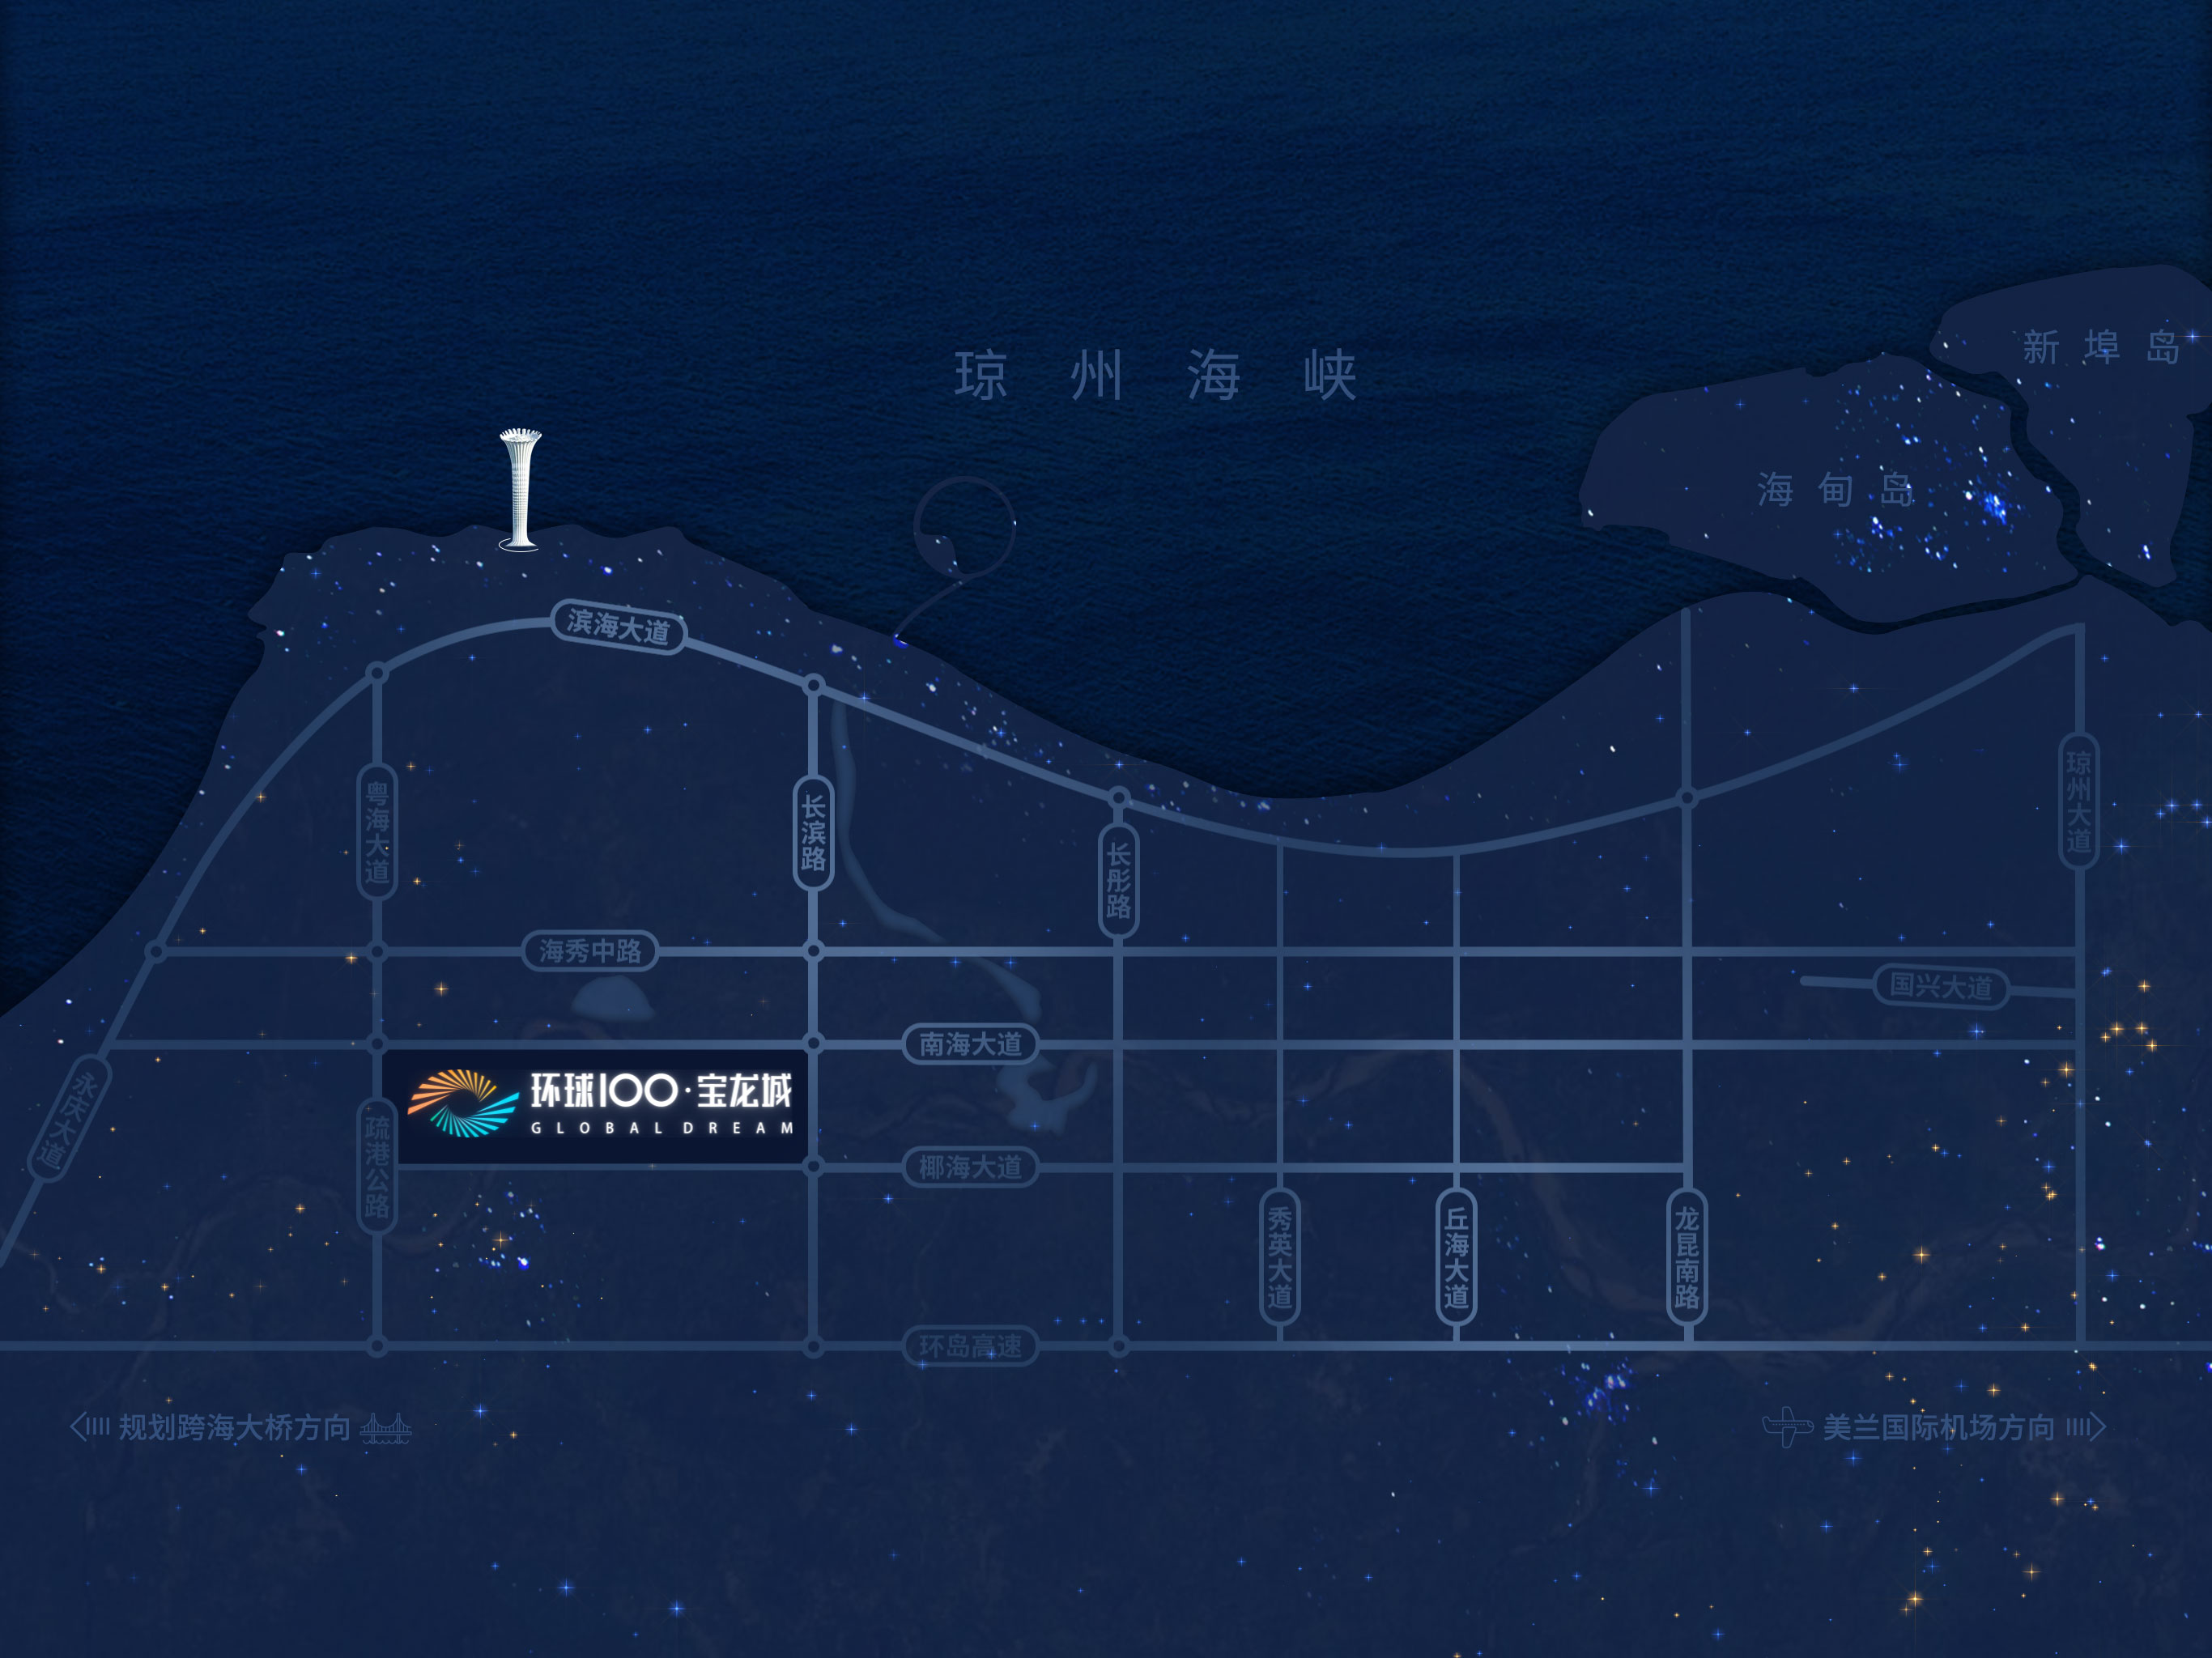 琼州海峡
新埠岛
海甸岛
滨海大道
粤海大道
长滨路
长彤路
琼州大道
海秀中路
国兴大道
南海大道
永庆大道
疏港公路
环球100·宝龙城
GLOBAL DREAM
椰海大道
秀英大道
丘海大道
龙昆南路
环岛高速
规划跨海大桥方向
美兰国际机场方向